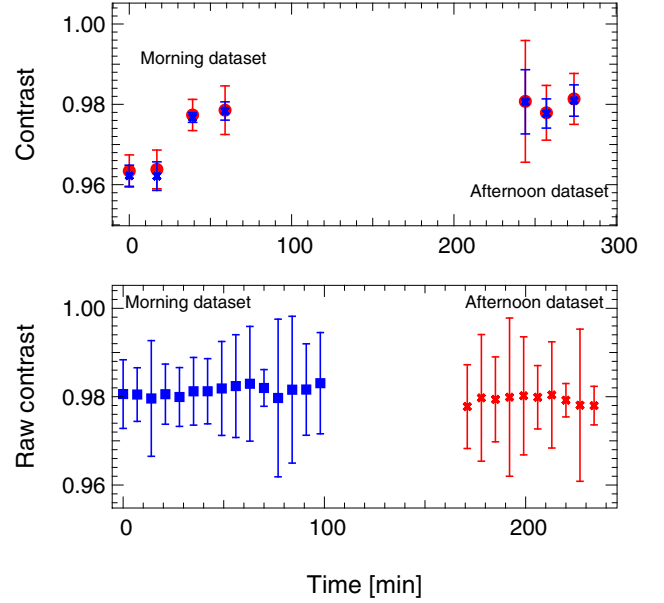 1.00
Morning dataset
0.98
Contrast
0.96
Afternoon dataset
0
100
200
300
Morning dataset
Afternoon dataset
1.00
0.98
Raw contrast
0.96
0
100
200
Time [min]